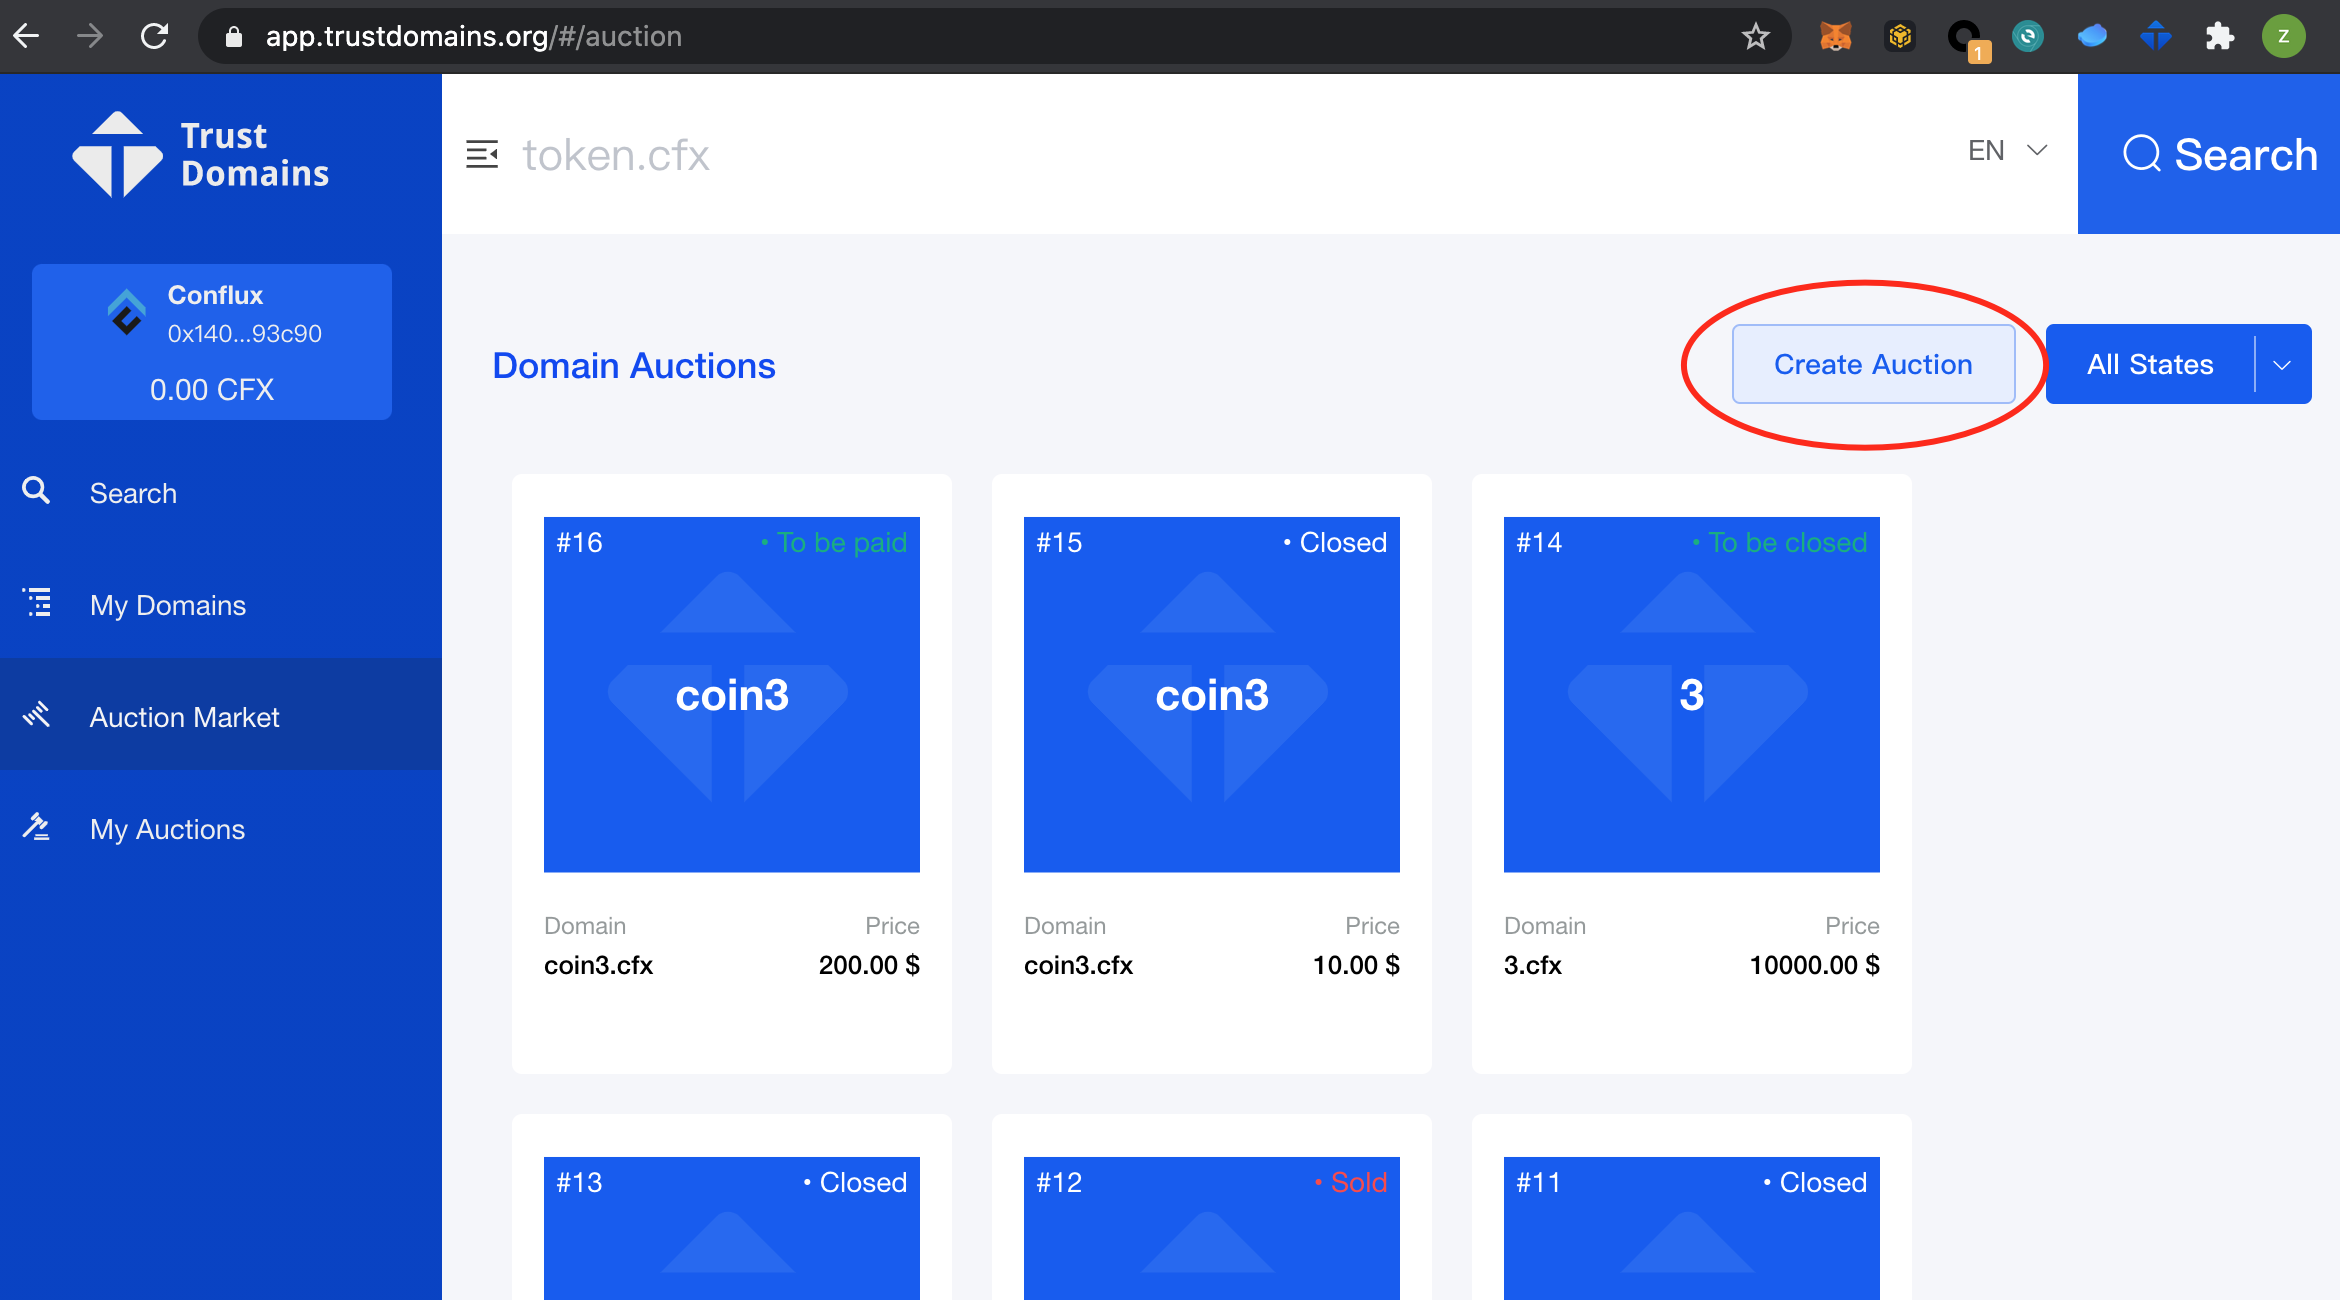 app.trustdomains.org/#/auction
1
z
Trust
Domains
token.cfx
EN
Search
Conflux
0x140...93c90
0.00 CFX
Search
My Domains
Auction Market
My Auctions
Domain Auctions
Create Auction
All States
#16
• To be paid
coin3
Domain
Price
coin3.cfx
200.00 $
#15
• Closed
coin3
Domain
Price
coin3.cfx
10.00 $
#14
• To be closed
3
Domain
Price
3.cfx
10000.00 $
#13
• Closed
#12
• Sold
#11
• Closed